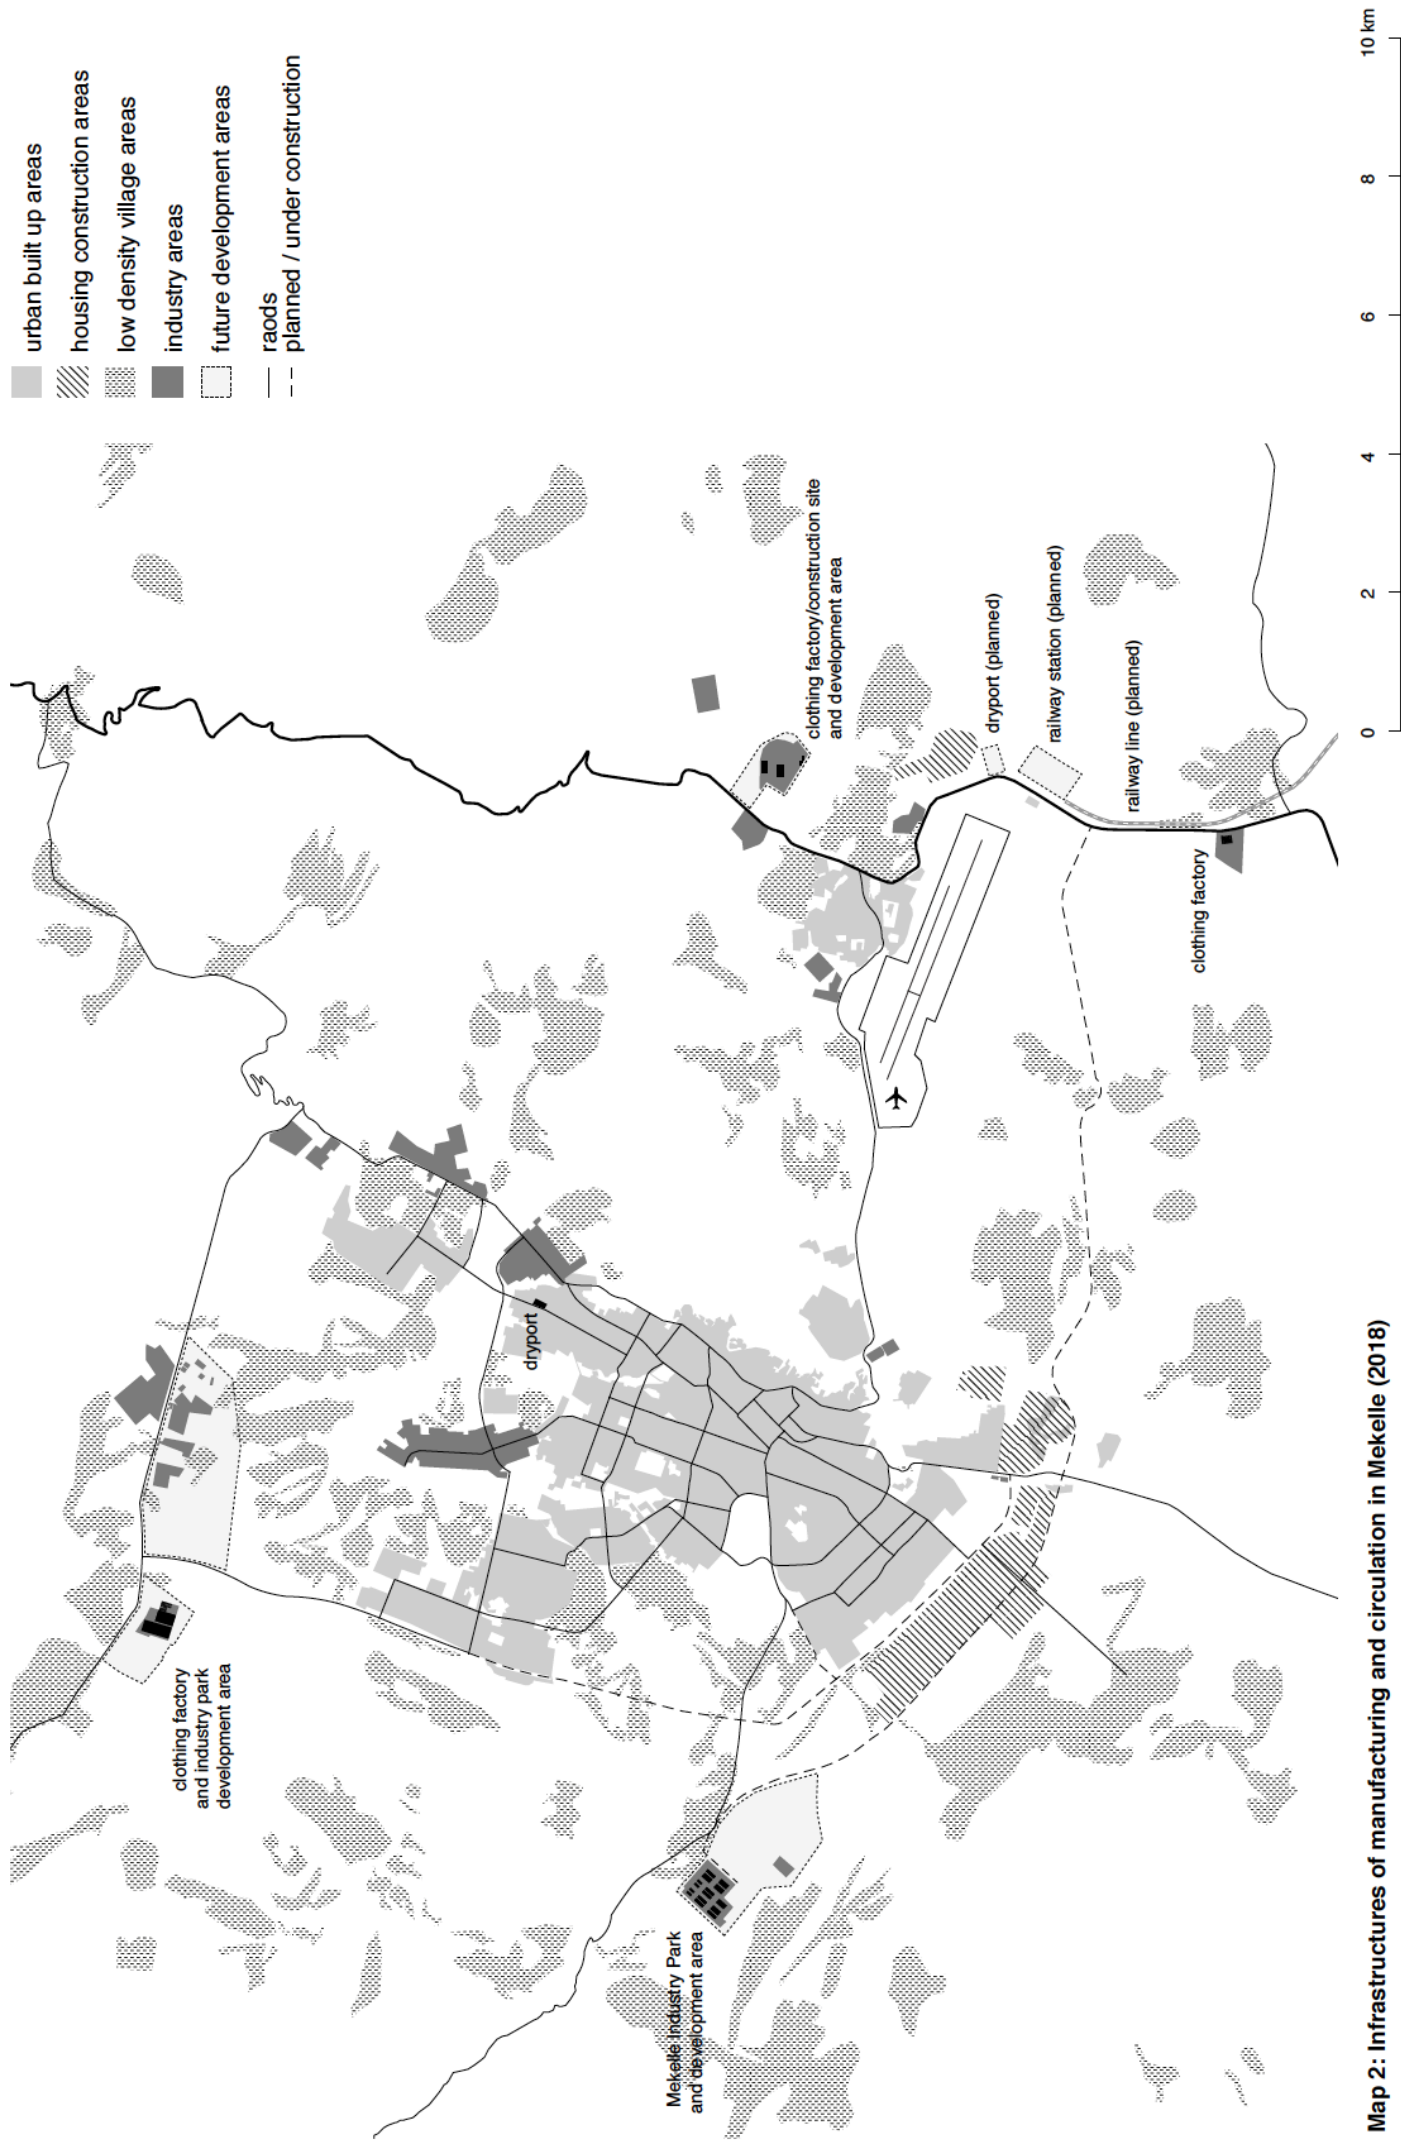 urban built up areas
housing construction areas
low density village areas
industry areas
future development areas
raods
planned / under construction
clothing factory
and industry park
development area
dryport
Mekelle Industry Park
and development area
clothing factory/construction site
and development area
dryport (planned)
railway station (planned)
railway line (planned)
clothing factory
0
2
4
6
8
10 km
Map 2: Infrastructures of manufacturing and circulation in Mekelle (2018)